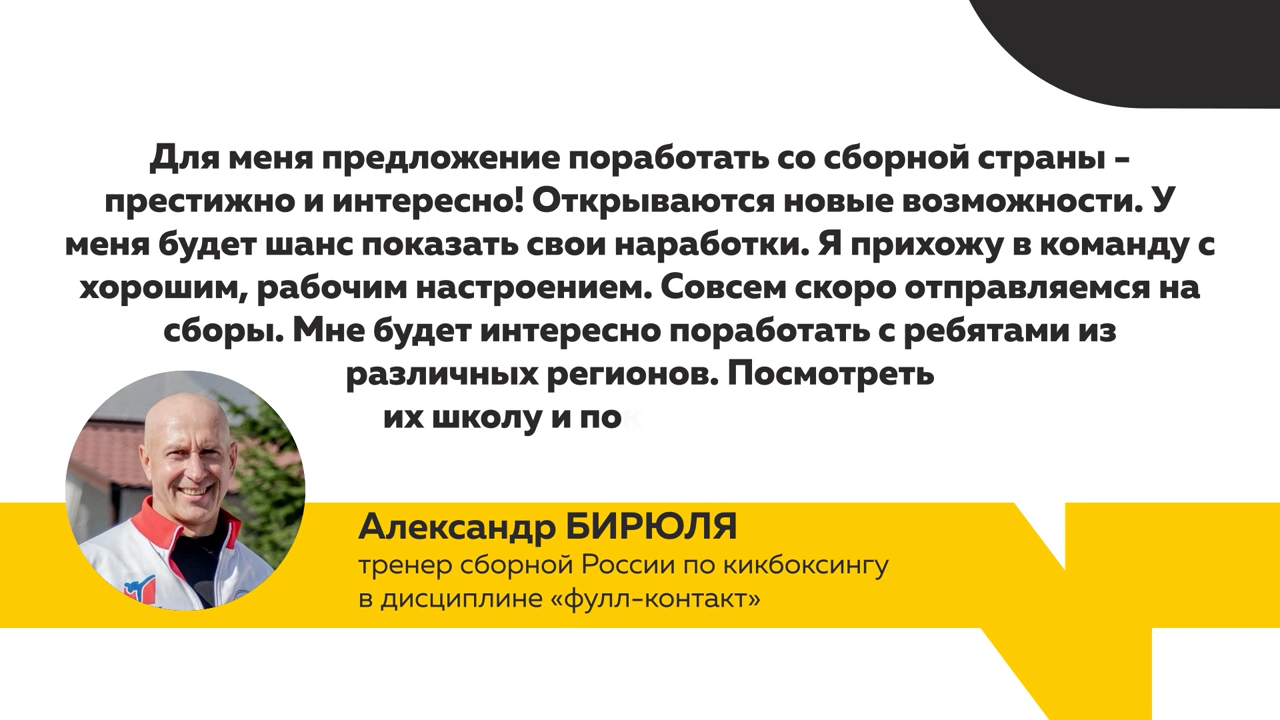 Для меня предложение поработать со сборной страны –
престижно и интересно! Открываются новые возможности. У
меня будет шанс показать свои наработки. Я прихожу в команду с
хорошим, рабочим настроением. Совсем скоро отправляемся на
сборы. Мне будет интересно поработать с ребятами из
различных регионов. Посмотреть
их школу и по
Александр БИРЮЛЯ
тренер сборной России по кикбоксингу
в дисциплине «фулл-контакт»